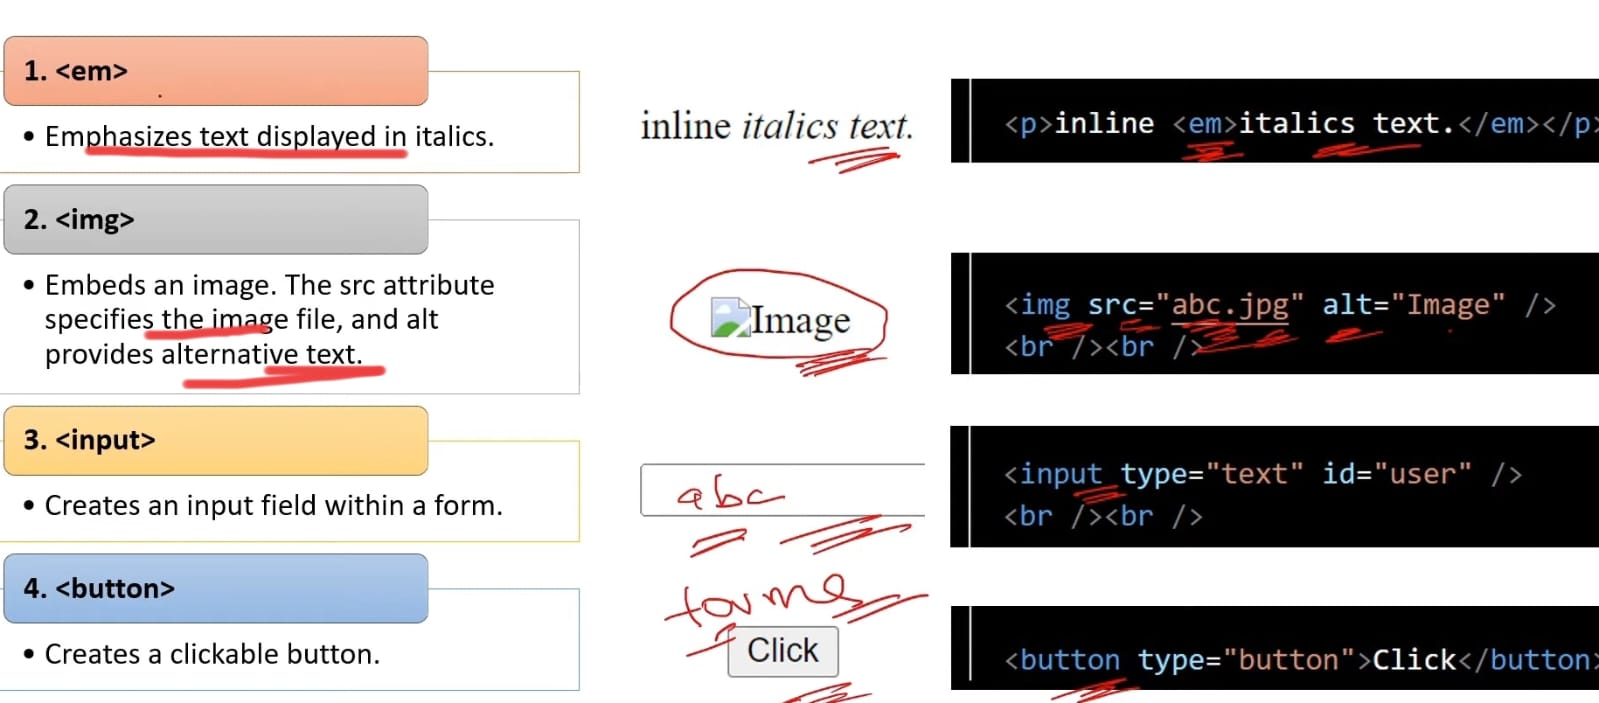 1. <em>
• Emphasizes text displayed in italics.
inline italics text.
<p>inline <em>italics text.</em></p>
2. <img>
• Embeds an image. The src attribute
specifies the image file, and alt
provides alternative text.
Image
<img src="abc.jpg" alt="Image" />
<br /><br />
3. <input>
• Creates an input field within a form.
abc
<input type="text" id="user" />
<br /><br />
4. <button>
• Creates a clickable button.
Click
<button type="button">Click</button>